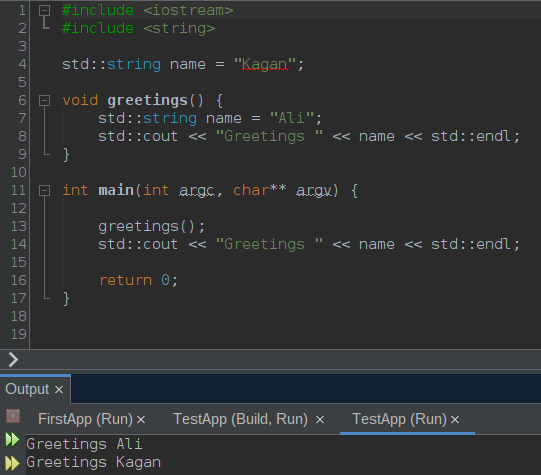 1 #include <iostream>
2 #include <string>
3
4 std::string name = "Kagan";
5
6 void greetings() {
7 std::string name = "Ali";
8 std::cout << "Greetings " << name << std::endl;
9 }
10
11 int main(int argc, char** argv) {
12
13 greetings();
14 std::cout << "Greetings " << name << std::endl;
15
16 return 0;
17 }
18
19
Output ×
FirstApp (Run) × TestApp (Build, Run) × TestApp (Run) ×
Greetings Ali
Greetings Kagan